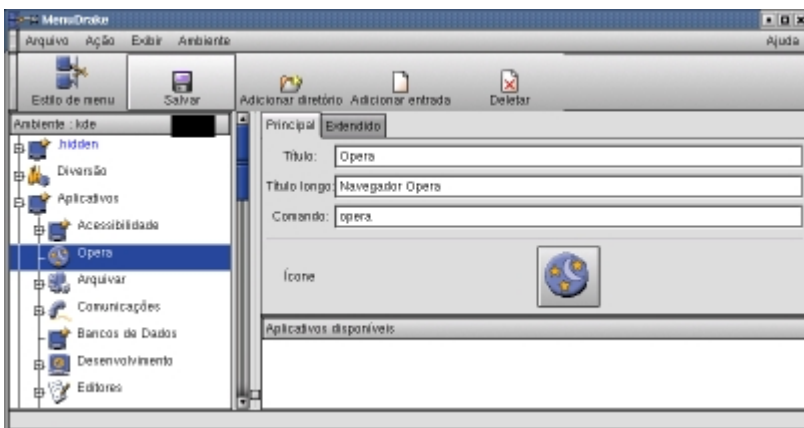 MenuDrake
Arquivo Ação Exibir Ambiente Ajuda
Estilo de menu Salvar Adicionar diretório Adicionar entrada Deletar
Ambiente : kde
.hidden
Diversão
Aplicativos
Acessibilidade
Opera
Arquivar
Comunicações
Bancos de Dados
Desenvolvimento
Editores
Principal Extendido
Título: Opera
Título longo: Navegador Opera
Comando: opera
Ícone
Aplicativos disponíveis